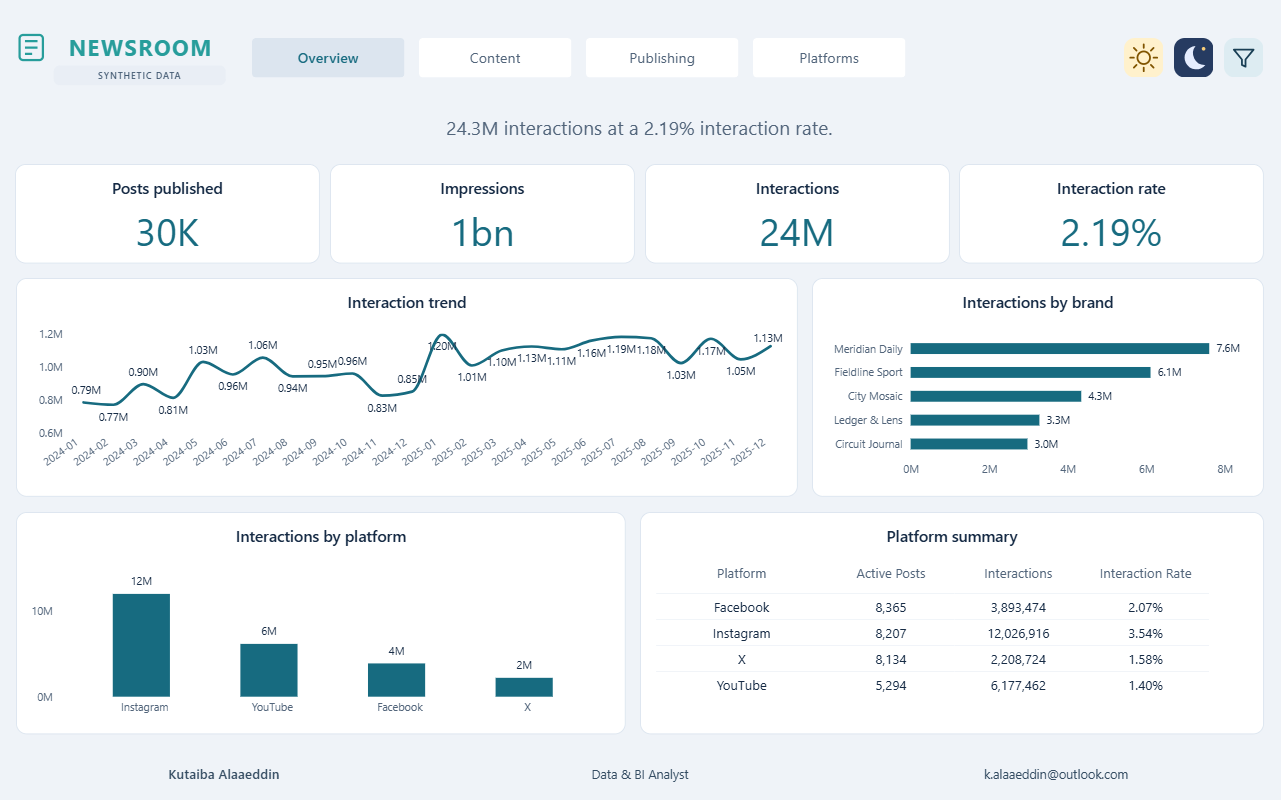 NEWSROOM
SYNTHETIC DATA
Overview
Content
Publishing
Platforms
24.3M interactions at a 2.19% interaction rate.
Posts published
30K
Impressions
1bn
Interactions
24M
Interaction rate
2.19%
Interaction trend
1.2M
1.0M
0.8M
0.6M
0.79M
0.77M
0.90M
0.81M
1.03M
0.96M
1.06M
0.94M
0.95M
0.96M
0.83M
0.85M
1.20M
1.01M
1.10M
1.13M
1.11M
1.16M
1.19M
1.18M
1.03M
1.17M
1.05M
1.13M
2024-01
2024-02
2024-03
2024-04
2024-05
2024-06
2024-07
2024-08
2024-09
2024-10
2024-11
2024-12
2025-01
2025-02
2025-03
2025-04
2025-05
2025-06
2025-07
2025-08
2025-09
2025-10
2025-11
2025-12
Interactions by brand
Meridian Daily 7.6M
Fieldline Sport 6.1M
City Mosaic 4.3M
Ledger & Lens 3.3M
Circuit Journal 3.0M
0M 2M 4M 6M 8M
Interactions by platform
10M
0M
12M
6M
4M
2M
Instagram YouTube Facebook X
Platform summary
Platform Active Posts Interactions Interaction Rate
Facebook 8,365 3,893,474 2.07%
Instagram 8,207 12,026,916 3.54%
X 8,134 2,208,724 1.58%
YouTube 5,294 6,177,462 1.40%
Kutaiba Alaaeddin
Data & BI Analyst
k.alaaeddin@outlook.com